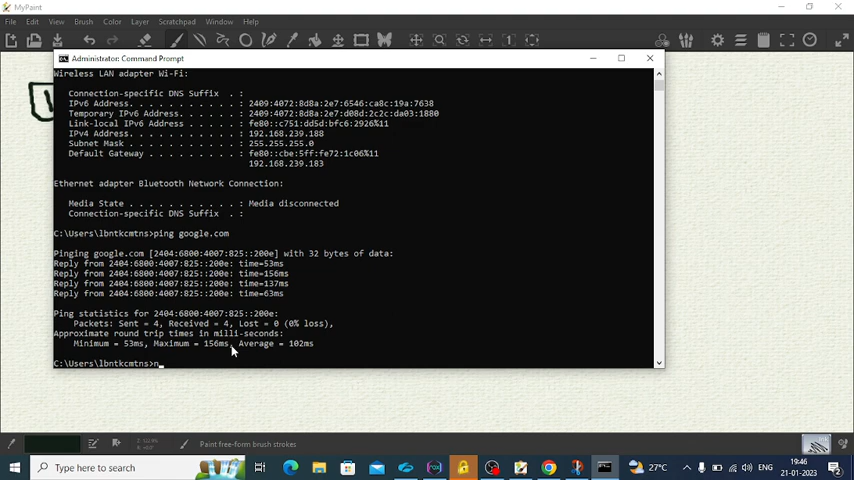 MyPaint
File Edit View Brush Color Layer Scratchpad Window Help
Administrator: Command Prompt
Wireless LAN adapter Wi-Fi:
Connection-specific DNS Suffix . :
IPv6 Address. . . . . . . . . . . : 2409:4072:8d8a:2e7:6546:ca8c:19a:7638
Temporary IPv6 Address. . . . . . : 2409:4072:8d8a:2e7:d08d:2c2c:da03:1880
Link-local IPv6 Address . . . . . : fe80::c751:dd5d:bfc6:2926%11
IPv4 Address. . . . . . . . . . . : 192.168.239.188
Subnet Mask . . . . . . . . . . . : 255.255.255.0
Default Gateway . . . . . . . . . : fe80::cbe:5ff:fe72:1c06%11
192.168.239.183
Ethernet adapter Bluetooth Network Connection:
Media State . . . . . . . . . . . : Media disconnected
Connection-specific DNS Suffix . :
C:\Users\lbntkcmtns>ping google.com
Pinging google.com [2404:6800:4007:825::200e] with 32 bytes of data:
Reply from 2404:6800:4007:825::200e: time=53ms
Reply from 2404:6800:4007:825::200e: time=156ms
Reply from 2404:6800:4007:825::200e: time=137ms
Reply from 2404:6800:4007:825::200e: time=63ms
Ping statistics for 2404:6800:4007:825::200e:
Packets: Sent = 4, Received = 4, Lost = 0 (0% loss),
Approximate round trip times in milli-seconds:
Minimum = 53ms, Maximum = 156ms, Average = 102ms
C:\Users\lbntkcmtns>n_
Paint free-form brush strokes
Type here to search
27°C
ENG
19:46
21-01-2023
2